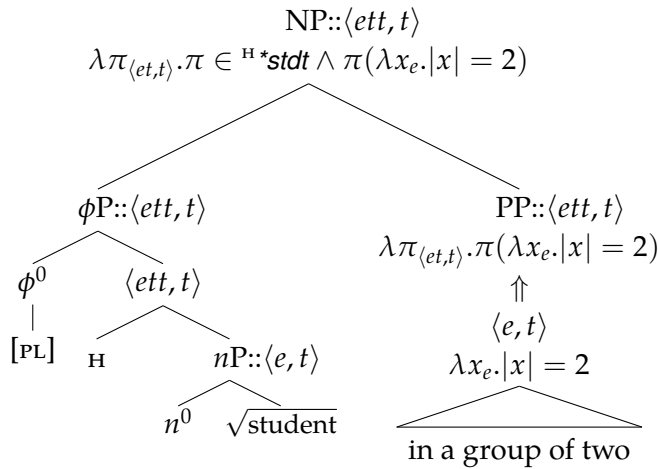 NP::⟨ett, t⟩
λπ⟨et,t⟩.π ∈ ᴴ*stdt ∧ π(λxₑ.|x| = 2)
ϕP::⟨ett, t⟩ PP::⟨ett, t⟩
λπ⟨et,t⟩.π(λxₑ.|x| = 2)
ϕ⁰ ⟨ett, t⟩ ⇑
[PL] H nP::⟨e, t⟩ ⟨e, t⟩
λxₑ.|x| = 2
n⁰ √student
in a group of two